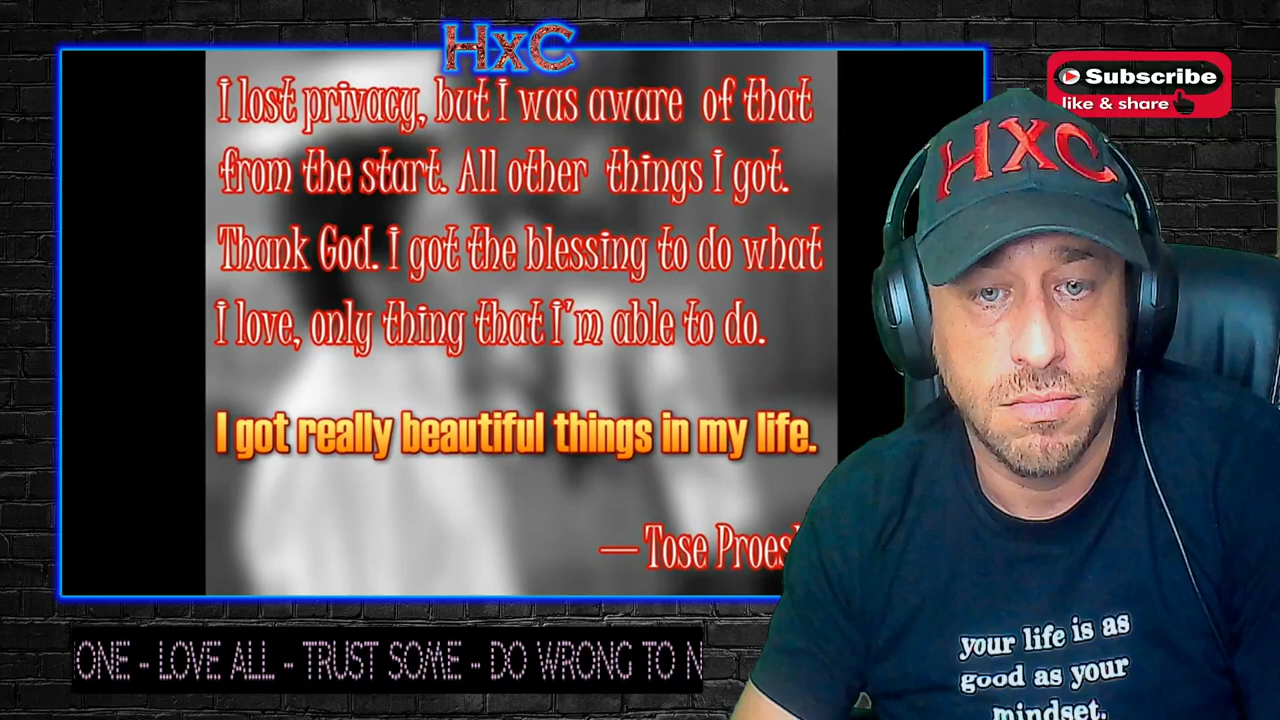 HxC
I lost privacy, but I was aware of that
from the start. All other things I got.
Thank God. I got the blessing to do what
I love, only thing that I'm able to do.
I got really beautiful things in my life.
— Tose
ONE - LOVE ALL - TRUST SOME - DO WRONG TO
Subscribe
like & share
HXC
your life is as
good as your
mindset.